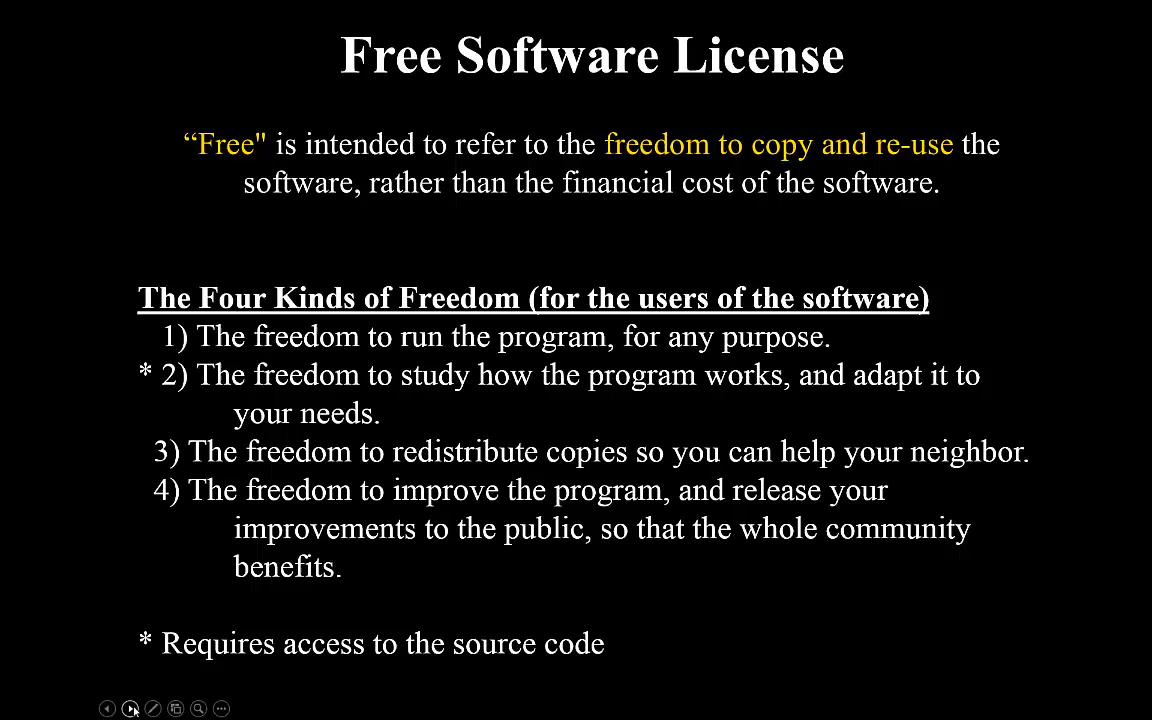 Free Software License
“Free" is intended to refer to the freedom to copy and re-use the
software, rather than the financial cost of the software.
The Four Kinds of Freedom (for the users of the software)
1) The freedom to run the program, for any purpose.
* 2) The freedom to study how the program works, and adapt it to
your needs.
3) The freedom to redistribute copies so you can help your neighbor.
4) The freedom to improve the program, and release your
improvements to the public, so that the whole community
benefits.
* Requires access to the source code